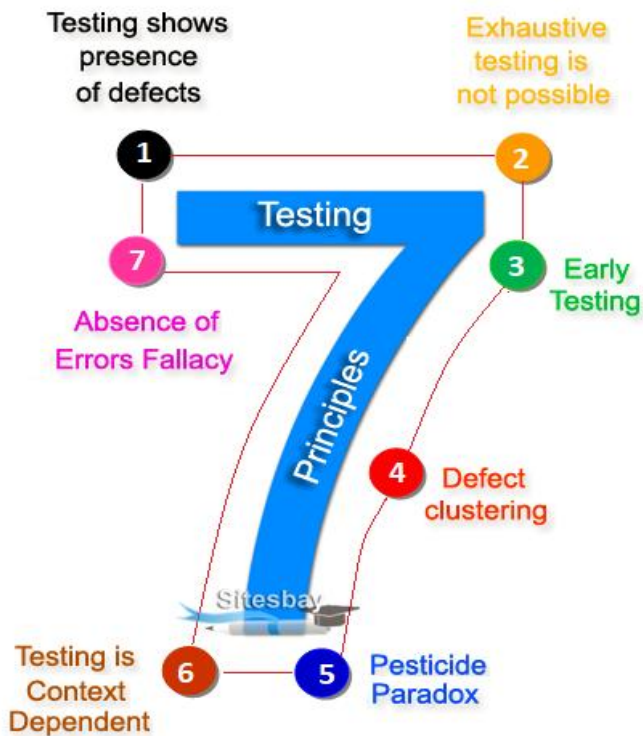 Testing shows
presence
of defects
1
Exhaustive
testing is
not possible
2
Testing
Principles
3
Early
Testing
4
Defect
clustering
5
Pesticide
Paradox
6
Testing is
Context
Dependent
7
Absence of
Errors Fallacy
Sitesbay